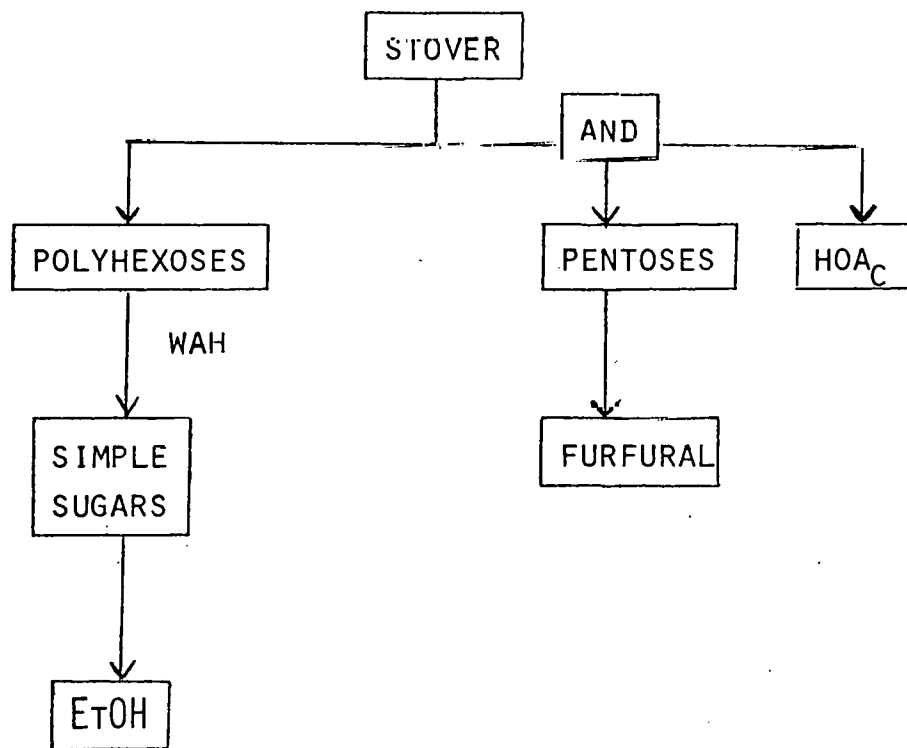 STOVER
AND
POLYHEXOSES
PENTOSES
HOAC
WAH
SIMPLE
SUGARS
FURFURAL
ETOH